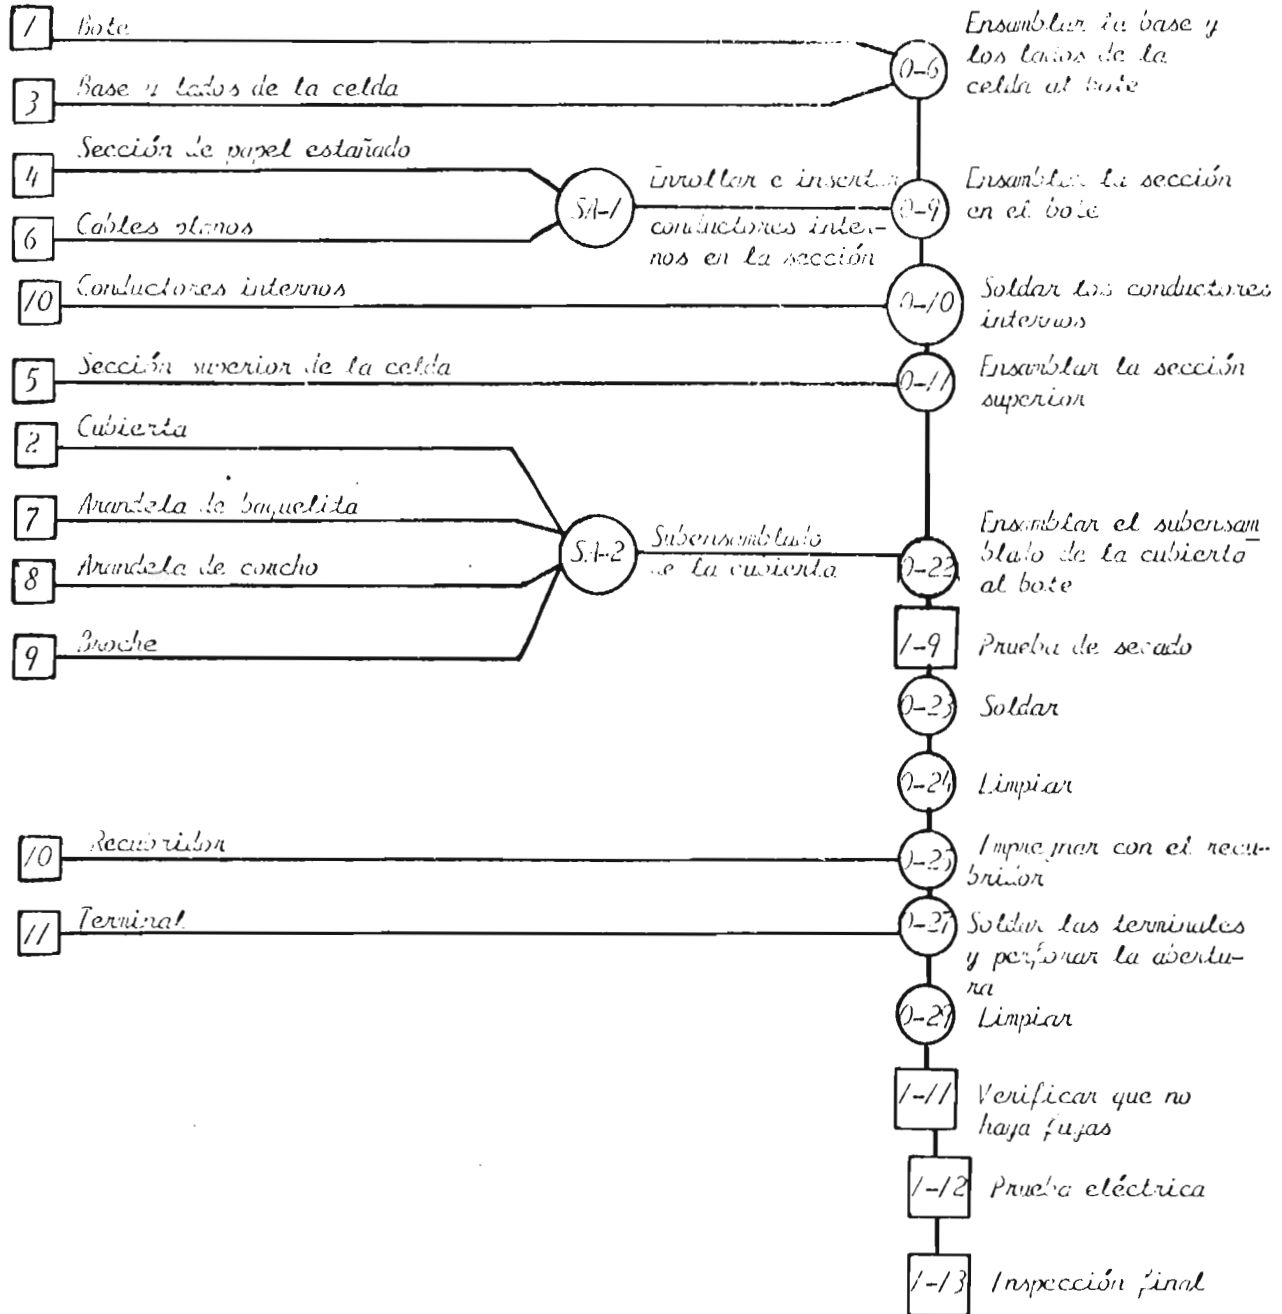 1 Bote
Ensamblar la base y
los lados de la
celda al bote
O-6
3 Base y lados de la celda
4 Sección de papel estañado
SA-1
Enrollar e insertar
conductores inter-
nos en la sección
O-9
Ensamblar la sección
en el bote
6 Cables planos
10 Conductores internos
O-10
Soldar los conductores
internos
5 Sección superior de la celda
O-11
Ensamblar la sección
superior
2 Cubierta
7 Arandela de baquelita
SA-2
Subensamblado
de la cubierta
O-22
Ensamblar el subensam
blado de la cubierta
al bote
8 Arandela de corcho
9 Broche
1-9
Prueba de secado
O-23
Soldar
O-24
Limpiar
10 Recubridor
O-25
Impregnar con el recu-
bridor
11 Terminal
O-27
Soldar las terminales
y perforar la abertu-
ra
O-29
Limpiar
1-11
Verificar que no
haya fugas
1-12
Prueba eléctrica
1-13
Inspección final